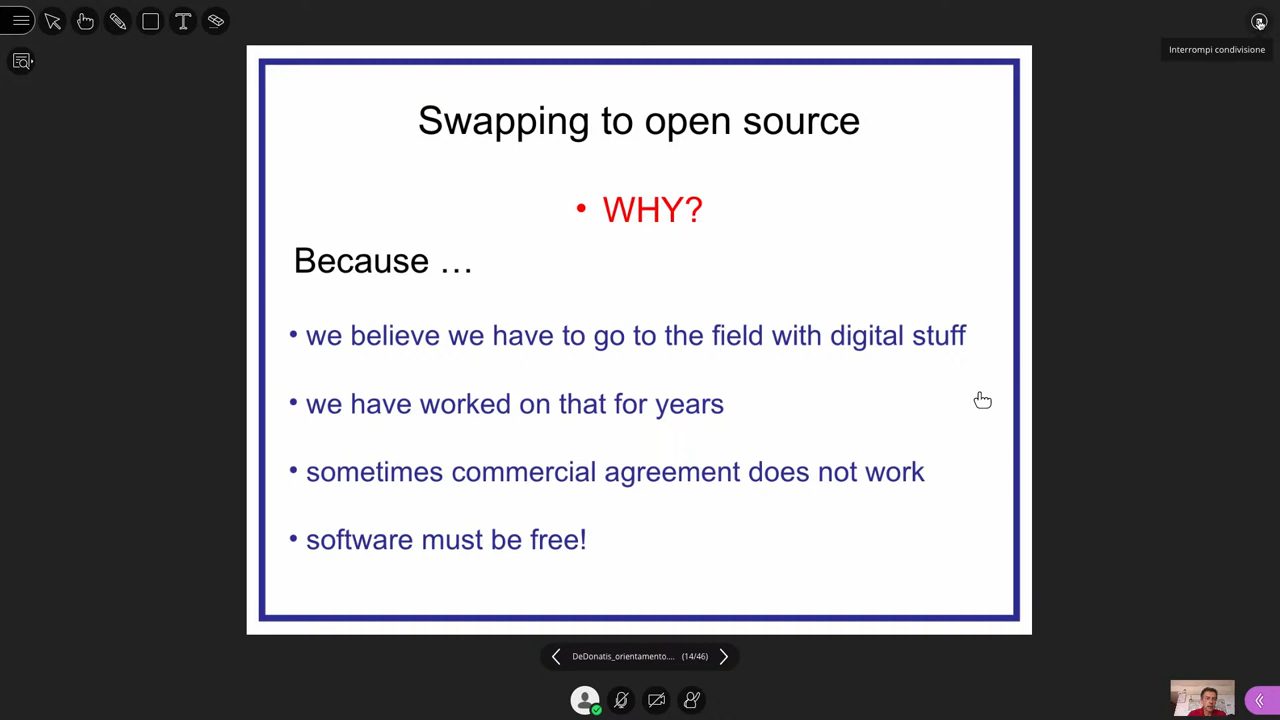 Interrompi condivisione
Swapping to open source
• WHY?
Because …
• we believe we have to go to the field with digital stuff
• we have worked on that for years
• sometimes commercial agreement does not work
• software must be free!
DeDonatis_orientamento.... (14/46)